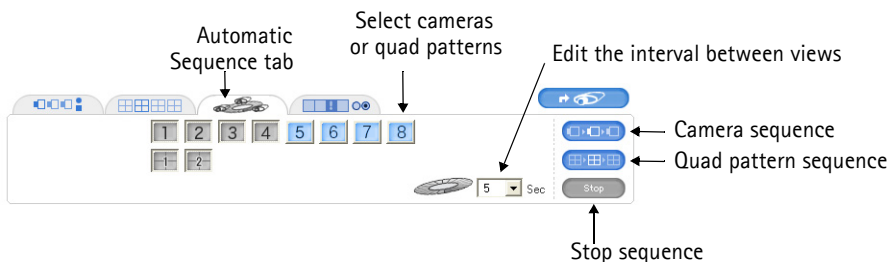 Automatic
Sequence tab
Select cameras
or quad patterns
Edit the interval between views
1 2 3 4 5 6 7 8
1 2
5 Sec
Camera sequence
Quad pattern sequence
Stop
Stop sequence